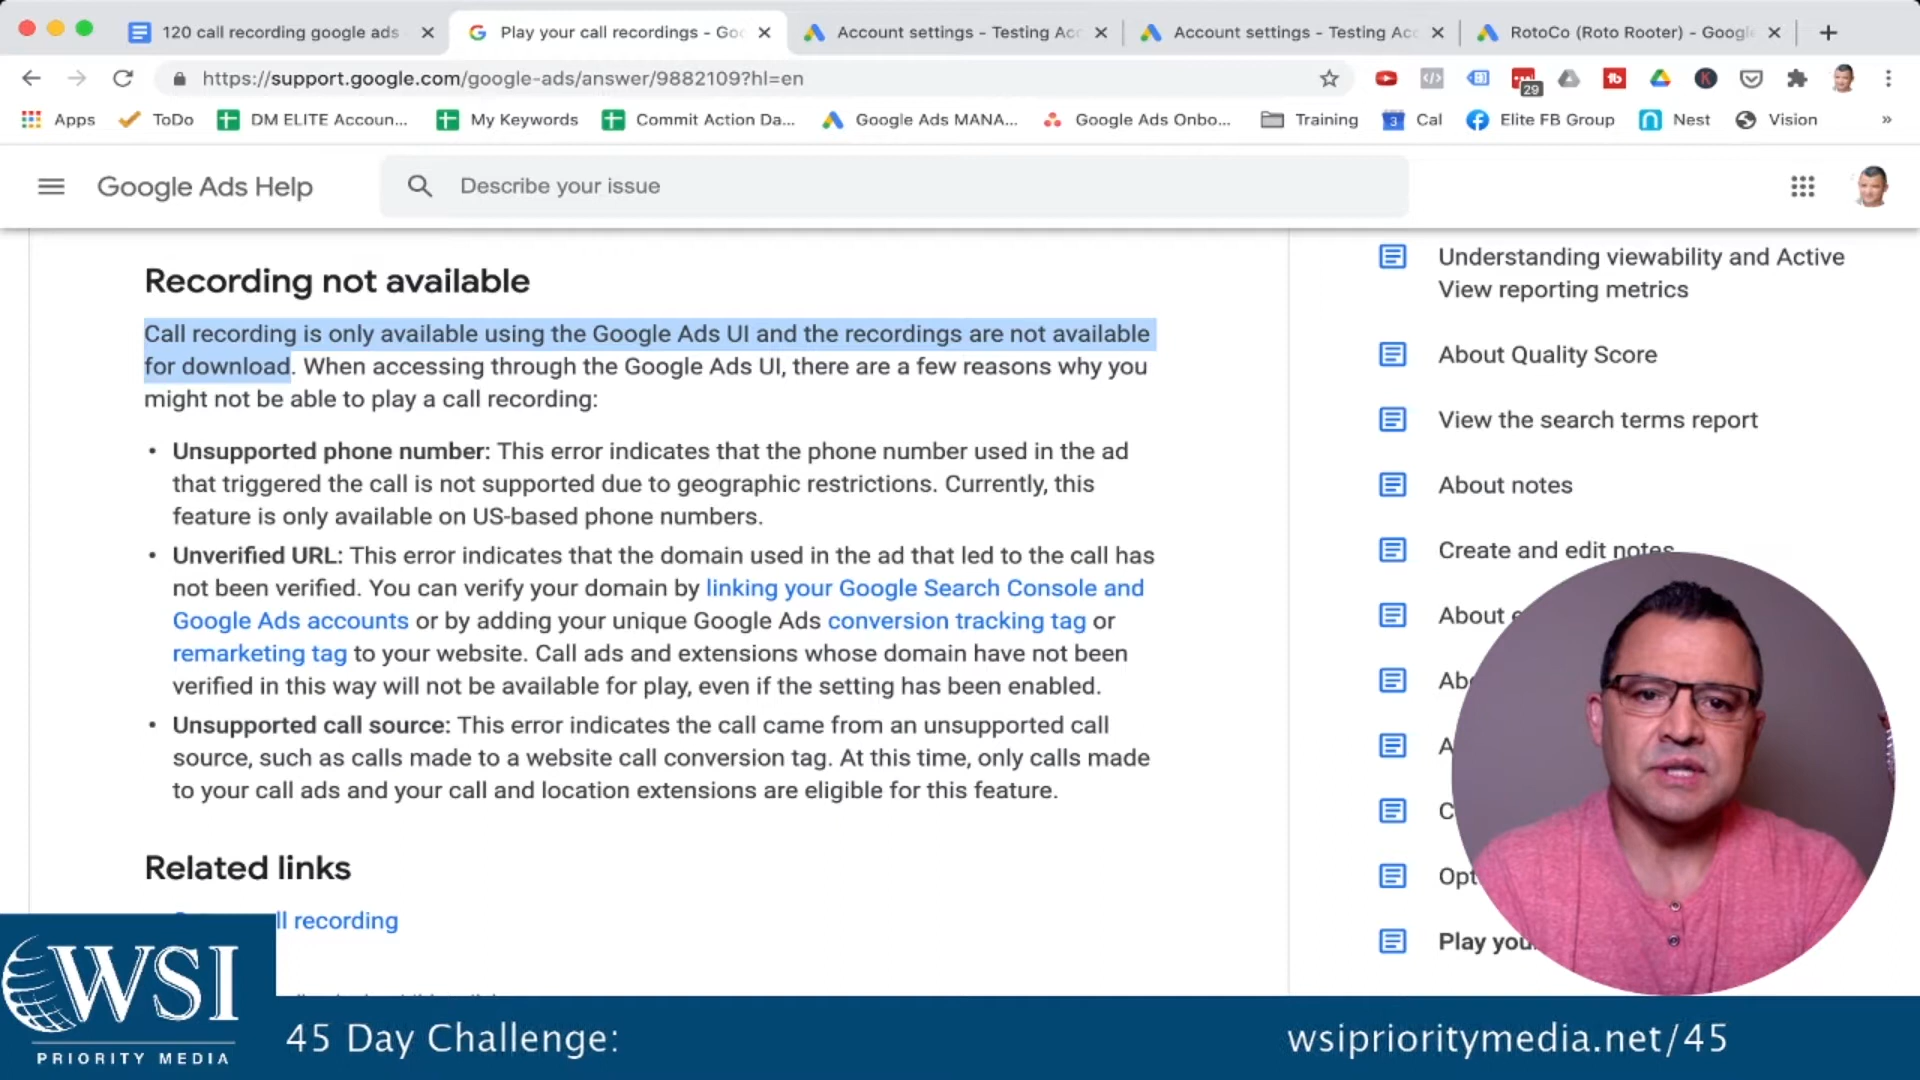 120 call recording google ads
Play your call recordings - Goo
Account settings - Testing Acc
Account settings - Testing Acc
RotoCo (Roto Rooter) - Google
https://support.google.com/google-ads/answer/9882109?hl=en
29
Apps
ToDo
DM ELITE Accoun...
My Keywords
Commit Action Da...
Google Ads MANA...
Google Ads Onbo...
Training
3
Cal
Elite FB Group
Nest
Vision
»
Google Ads Help
Describe your issue
Recording not available
Call recording is only available using the Google Ads UI and the recordings are not available
for download. When accessing through the Google Ads UI, there are a few reasons why you
might not be able to play a call recording:
• Unsupported phone number: This error indicates that the phone number used in the ad
that triggered the call is not supported due to geographic restrictions. Currently, this
feature is only available on US-based phone numbers.
• Unverified URL: This error indicates that the domain used in the ad that led to the call has
not been verified. You can verify your domain by linking your Google Search Console and
Google Ads accounts or by adding your unique Google Ads conversion tracking tag or
remarketing tag to your website. Call ads and extensions whose domain have not been
verified in this way will not be available for play, even if the setting has been enabled.
• Unsupported call source: This error indicates the call came from an unsupported call
source, such as calls made to a website call conversion tag. At this time, only calls made
to your call ads and your call and location extensions are eligible for this feature.
Related links
ll recording
Understanding viewability and Active
View reporting metrics
About Quality Score
View the search terms report
About notes
Create and edit notes
About
Play you
WSI
PRIORITY MEDIA
45 Day Challenge:
wsiprioritymedia.net/45